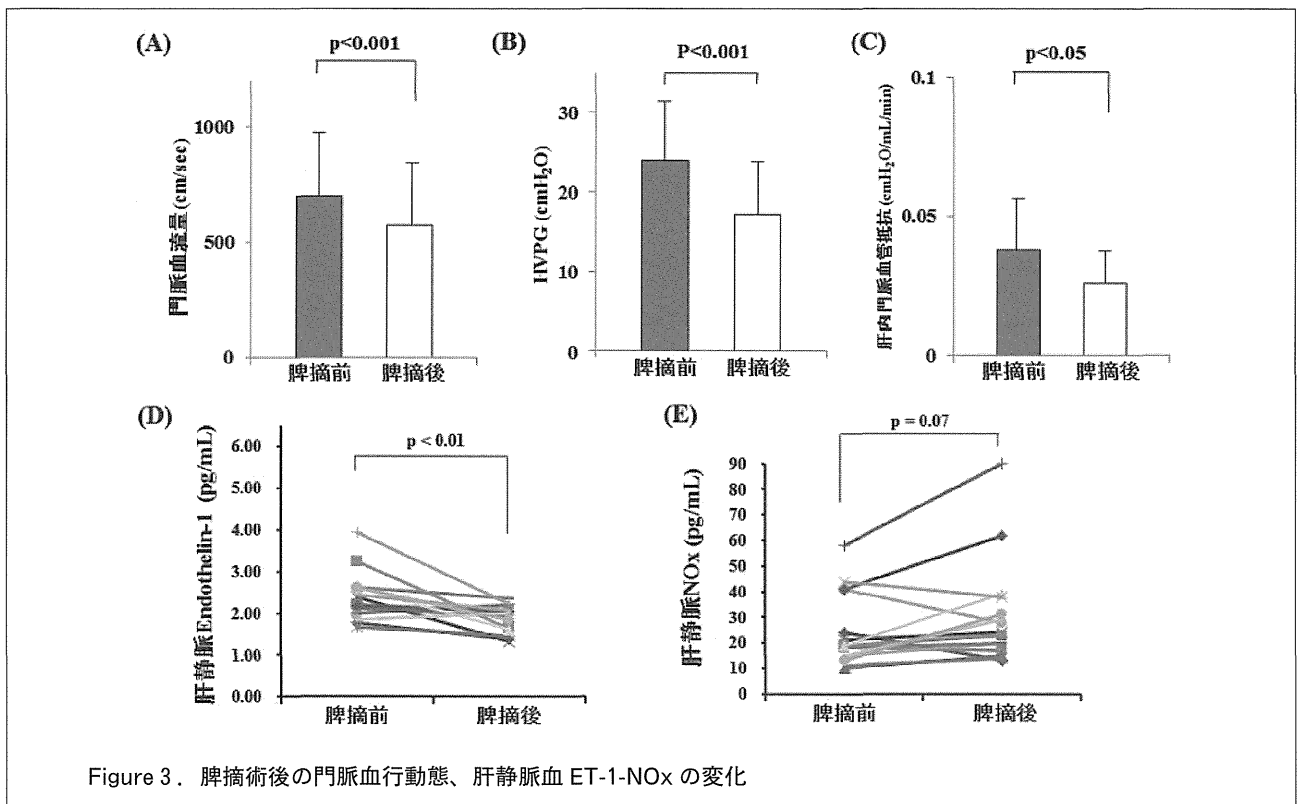 (A)
p<0.001
門脈血流量 (cm/sec)
1000
500
0
脾摘前 脾摘後
(B)
P<0.001
HVPG (cmH₂O)
30
20
10
0
脾摘前 脾摘後
(C)
p<0.05
肝内門脈血管抵抗 (cmH₂O/mL/min)
0.1
0.05
0
脾摘前 脾摘後
(D)
p < 0.01
肝静脈Endothelin-1 (pg/mL)
6.00
5.00
4.00
3.00
2.00
1.00
0.00
脾摘前 脾摘後
(E)
p = 0.07
肝静脈NOx (pg/mL)
90
80
70
60
50
40
30
20
10
0
脾摘前 脾摘後
Figure 3. 脾摘術後の門脈血行動態、肝静脈血 ET-1-NOx の変化